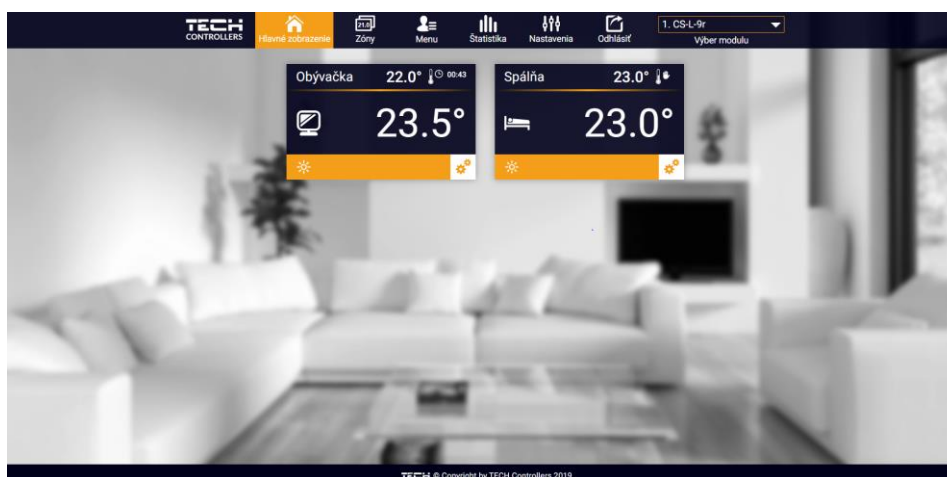 TECH
CONTROLLERS
Hlavné zobrazenie
21.0
Zóny
Menu
Štatistika
Nastavenia
Odhlásiť
1. CS-L-9r
Výber modulu
Obývačka 22.0° 00:43
23.5°
Spálňa 23.0°
23.0°
TECH © Copyright by TECH Controllers 2019